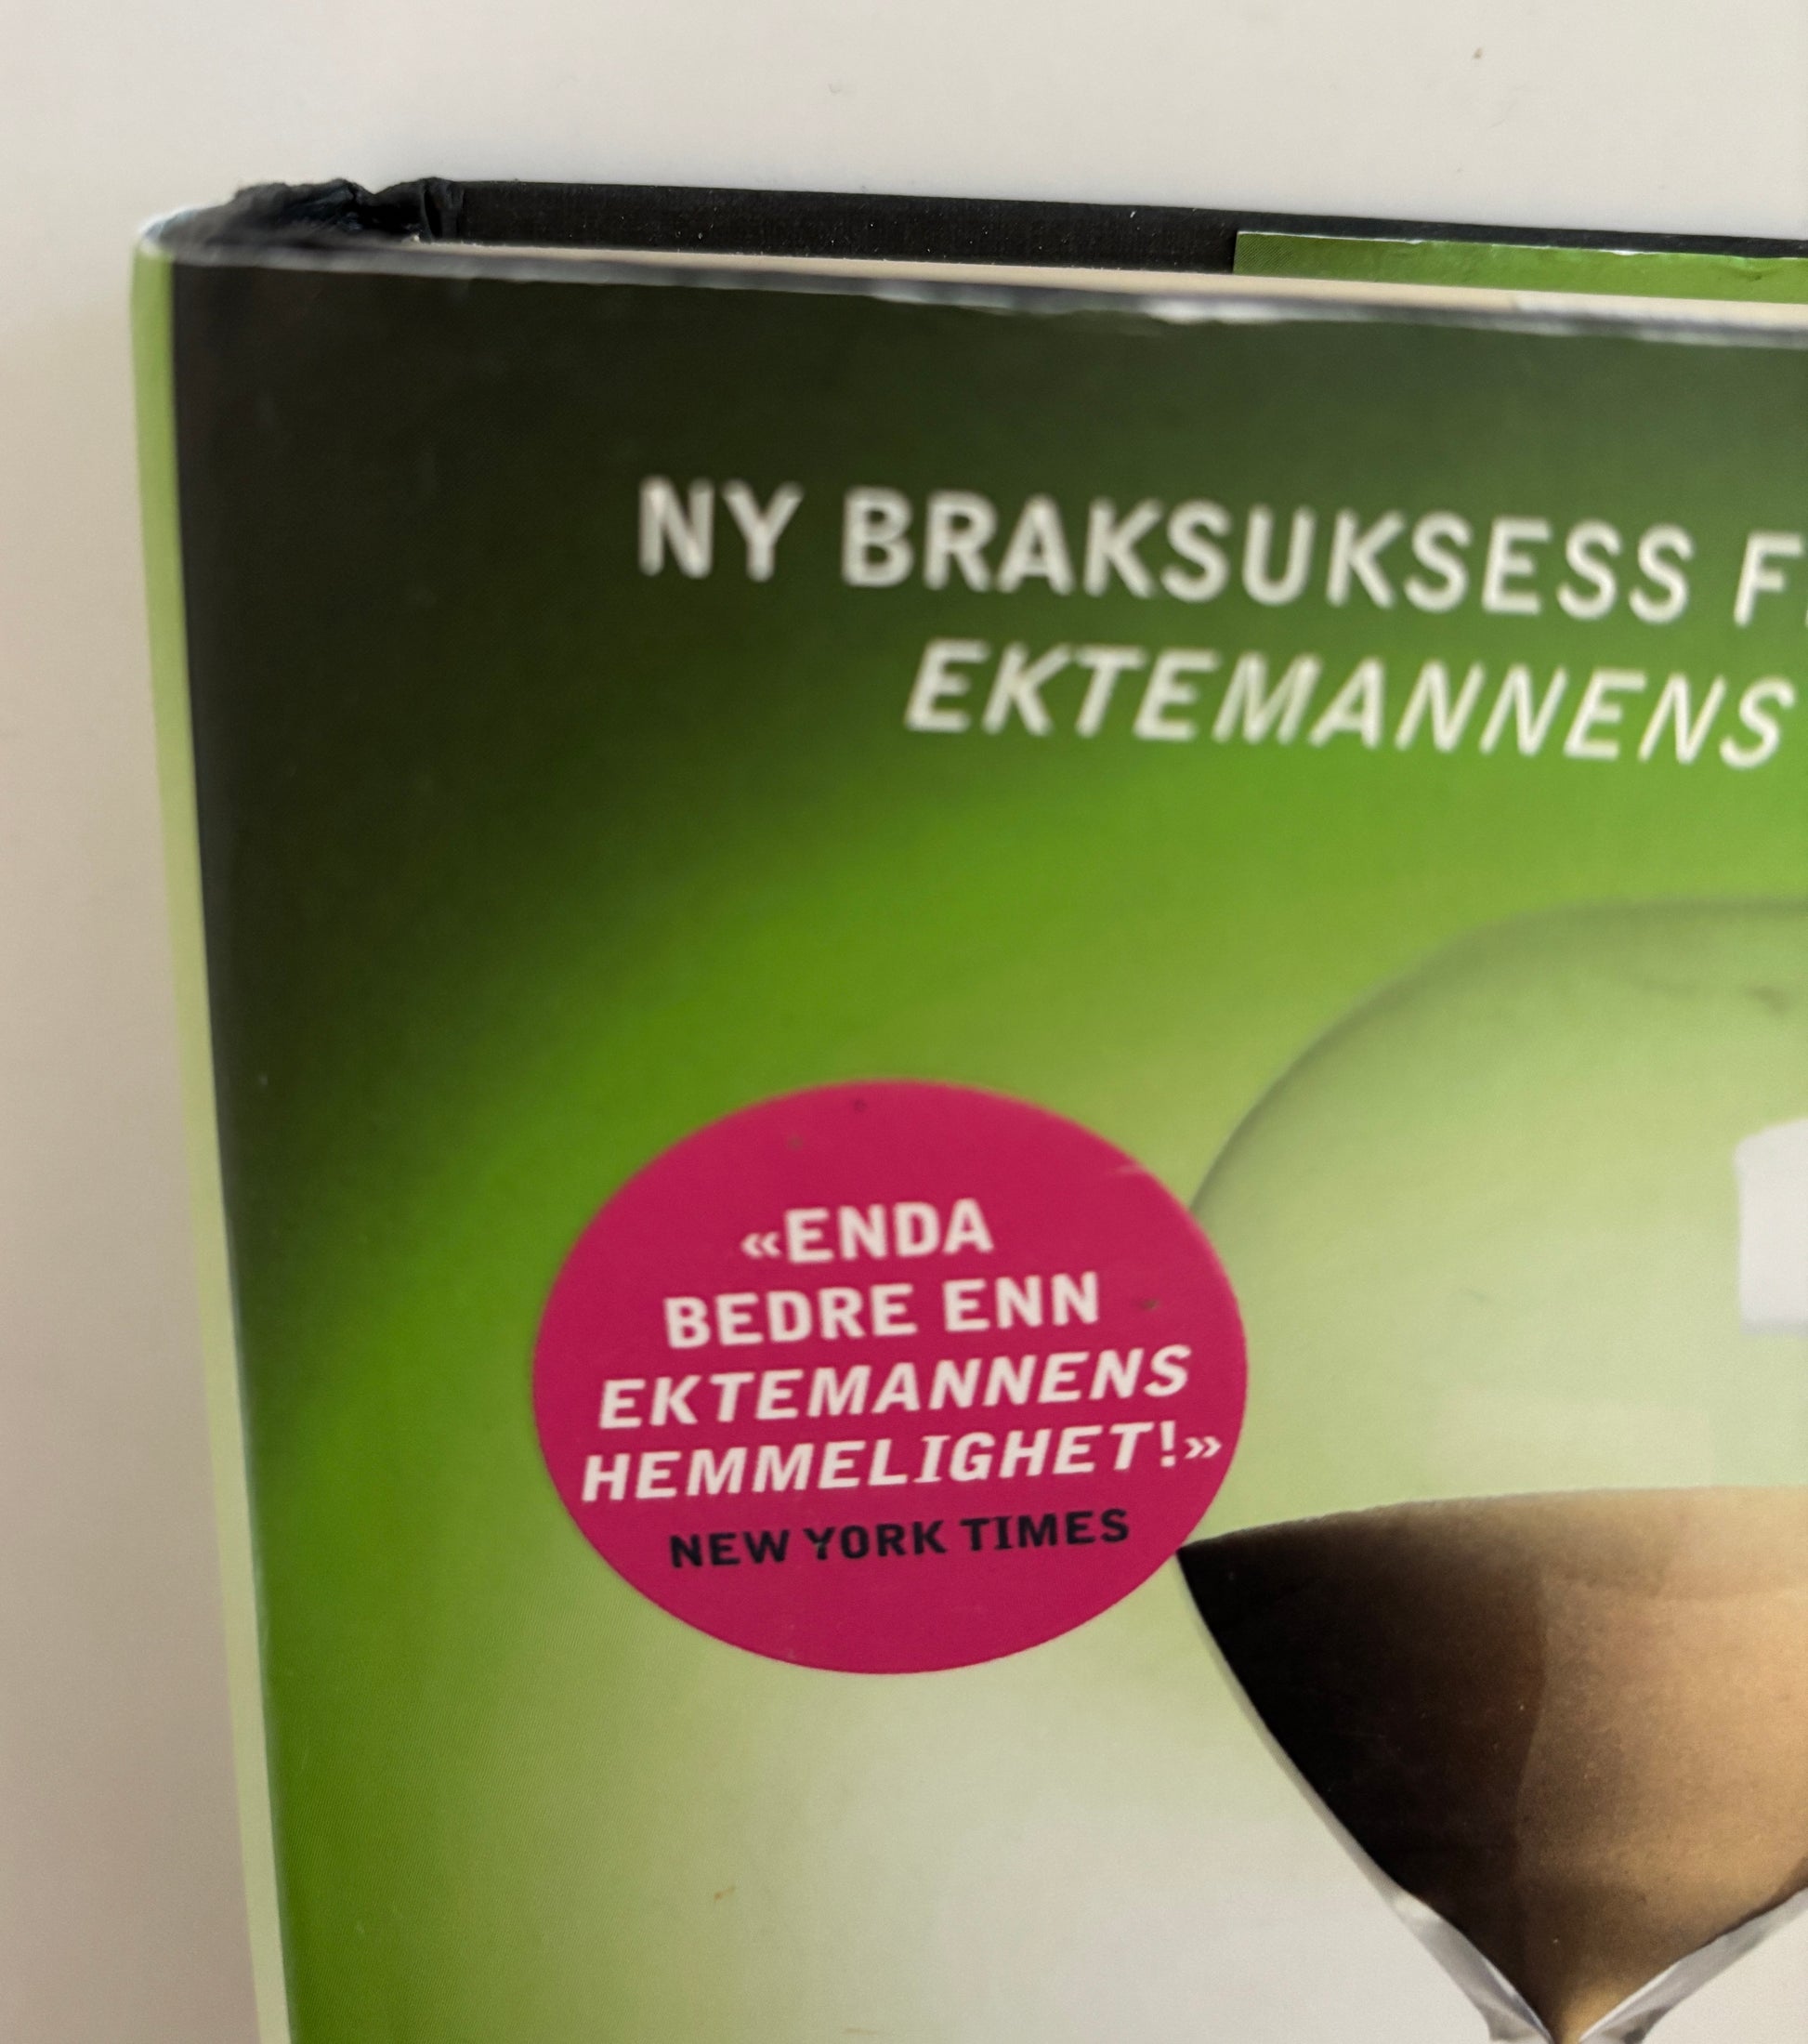 NY BRAKSUKSESS
EKTEMANNENS
«ENDA
BEDRE ENN
EKTEMANNENS
HEMMELIGHET!»
NEW YORK TIMES